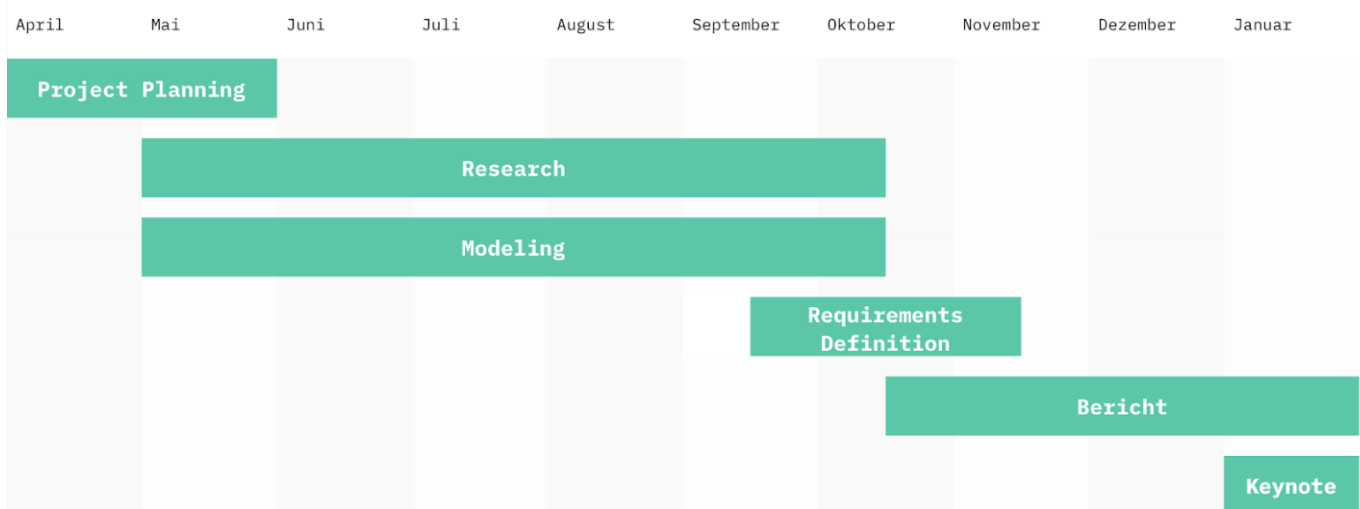 April Mai Juni Juli August September Oktober November Dezember Januar
Project Planning
Research
Modeling
Requirements
Definition
Bericht
Keynote